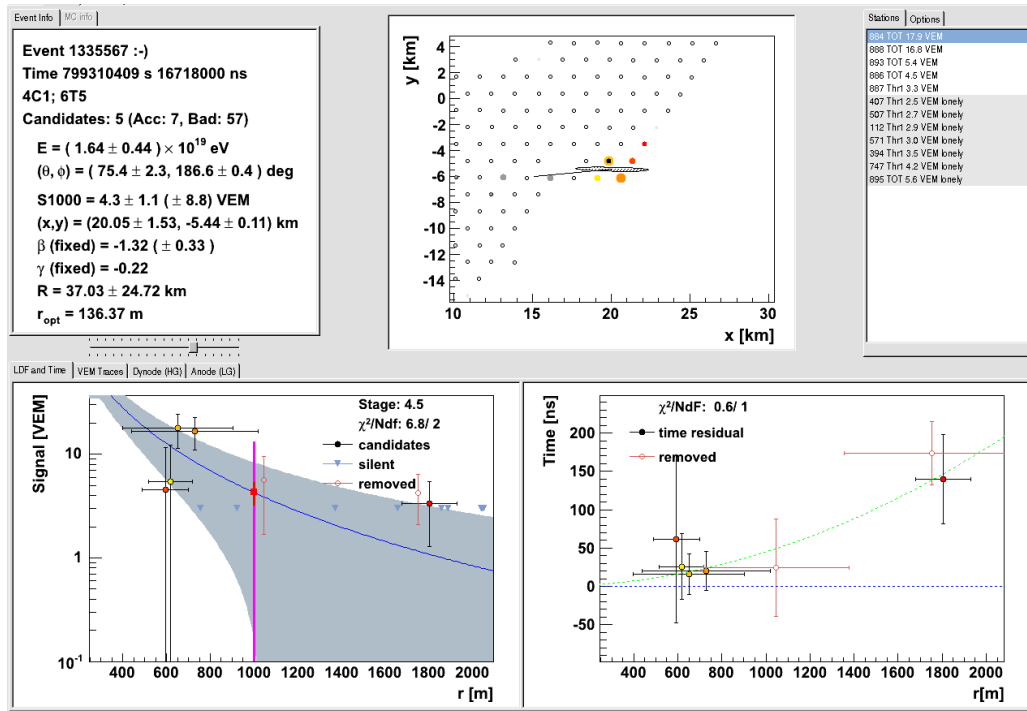 Event Info MC info
Event 1335567 :-)
Time 799310409 s 16718000 ns
4C1; 6T5
Candidates: 5 (Acc: 7, Bad: 57)
E = ( 1.64 ± 0.44 ) × 10^19 eV
(θ, φ) = ( 75.4 ± 2.3, 186.6 ± 0.4 ) deg
S1000 = 4.3 ± 1.1 ( ± 8.8) VEM
(x,y) = (20.05 ± 1.53, -5.44 ± 0.11) km
β (fixed) = -1.32 ( ± 0.33 )
γ (fixed) = -0.22
R = 37.03 ± 24.72 km
r_opt = 136.37 m
y [km]
4
2
0
-2
-4
-6
-8
-10
-12
-14
10 15 20 25 30
x [km]
Stations Options
884 TOT 17.9 VEM
888 TOT 16.8 VEM
893 TOT 5.4 VEM
886 TOT 4.5 VEM
887 Thr1 3.3 VEM
407 Thr1 2.5 VEM lonely
507 Thr1 2.7 VEM lonely
112 Thr1 2.9 VEM lonely
571 Thr1 3.0 VEM lonely
394 Thr1 3.5 VEM lonely
747 Thr1 4.2 VEM lonely
895 TOT 5.6 VEM lonely
LDF and Time VEM Traces Dynode (HG) Anode (LG)
Signal [VEM]
Stage: 4.5
χ²/Ndf: 6.8/ 2
candidates
silent
removed
10
1
10^-1
400 600 800 1000 1200 1400 1600 1800 2000
r [m]
Time [ns]
χ²/NdF: 0.6/ 1
time residual
removed
200
150
100
50
0
-50
400 600 800 1000 1200 1400 1600 1800 2000
r[m]